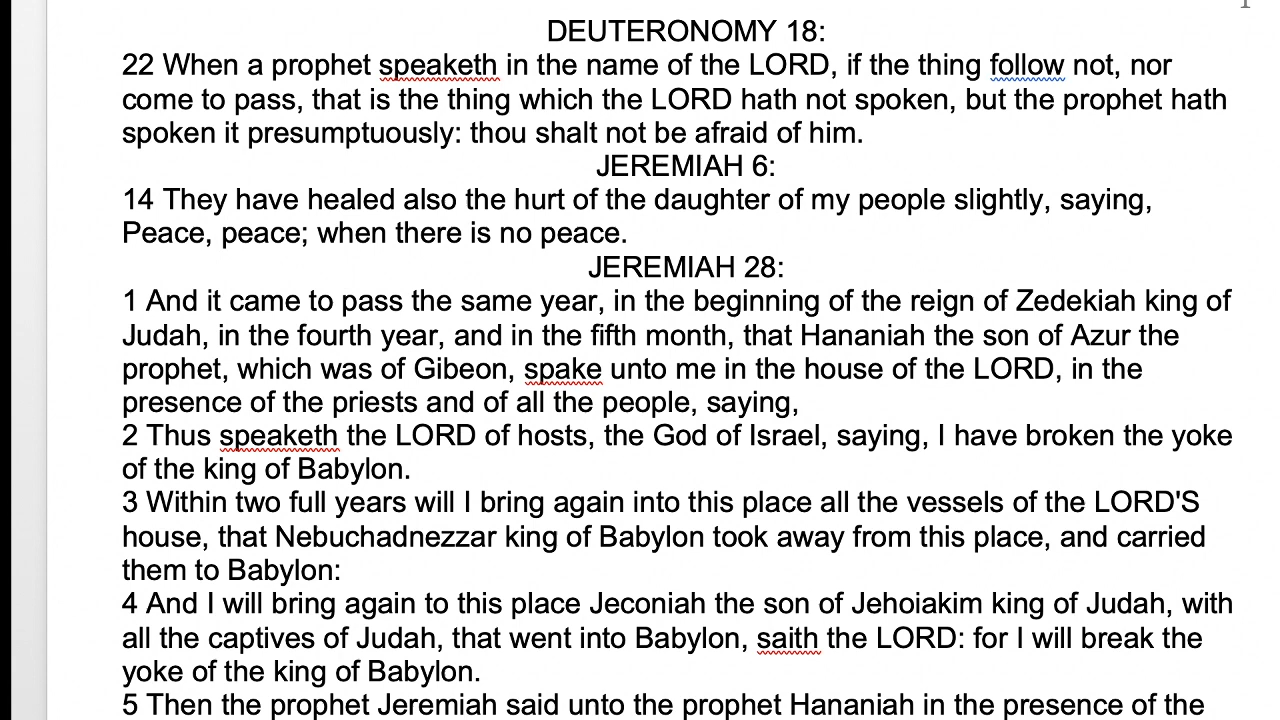 1
DEUTERONOMY 18:
22 When a prophet speaketh in the name of the LORD, if the thing follow not, nor
come to pass, that is the thing which the LORD hath not spoken, but the prophet hath
spoken it presumptuously: thou shalt not be afraid of him.
JEREMIAH 6:
14 They have healed also the hurt of the daughter of my people slightly, saying,
Peace, peace; when there is no peace.
JEREMIAH 28:
1 And it came to pass the same year, in the beginning of the reign of Zedekiah king of
Judah, in the fourth year, and in the fifth month, that Hananiah the son of Azur the
prophet, which was of Gibeon, spake unto me in the house of the LORD, in the
presence of the priests and of all the people, saying,
2 Thus speaketh the LORD of hosts, the God of Israel, saying, I have broken the yoke
of the king of Babylon.
3 Within two full years will I bring again into this place all the vessels of the LORD'S
house, that Nebuchadnezzar king of Babylon took away from this place, and carried
them to Babylon:
4 And I will bring again to this place Jeconiah the son of Jehoiakim king of Judah, with
all the captives of Judah, that went into Babylon, saith the LORD: for I will break the
yoke of the king of Babylon.
5 Then the prophet Jeremiah said unto the prophet Hananiah in the presence of the